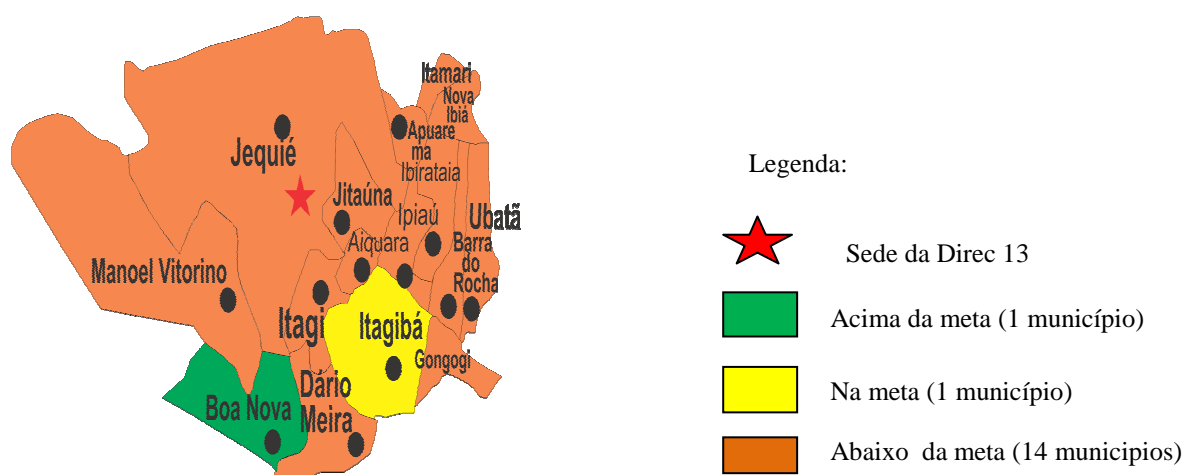 Itamari
Nova
Ibiá
Apuare
ma
Ibirataia
Jequié
Jitaúna
Ipiaú
Ubatã
Aiquara
Barra
do
Rocha
Manoel Vitorino
Itagi
Itagibá
Gongogi
Dário
Meira
Boa Nova
Legenda:
Sede da Direc 13
Acima da meta (1 município)
Na meta (1 município)
Abaixo da meta (14 municipios)